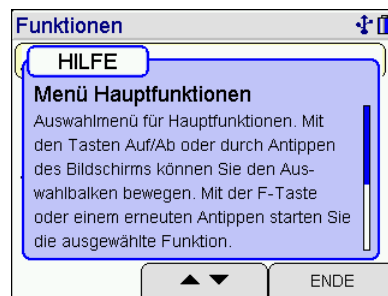 Funktionen
HILFE
Menü Hauptfunktionen
Auswahlmenü für Hauptfunktionen. Mit
den Tasten Auf/Ab oder durch Antippen
des Bildschirms können Sie den Aus-
wahlbalken bewegen. Mit der F-Taste
oder einem erneuten Antippen starten Sie
die ausgewählte Funktion.
ENDE